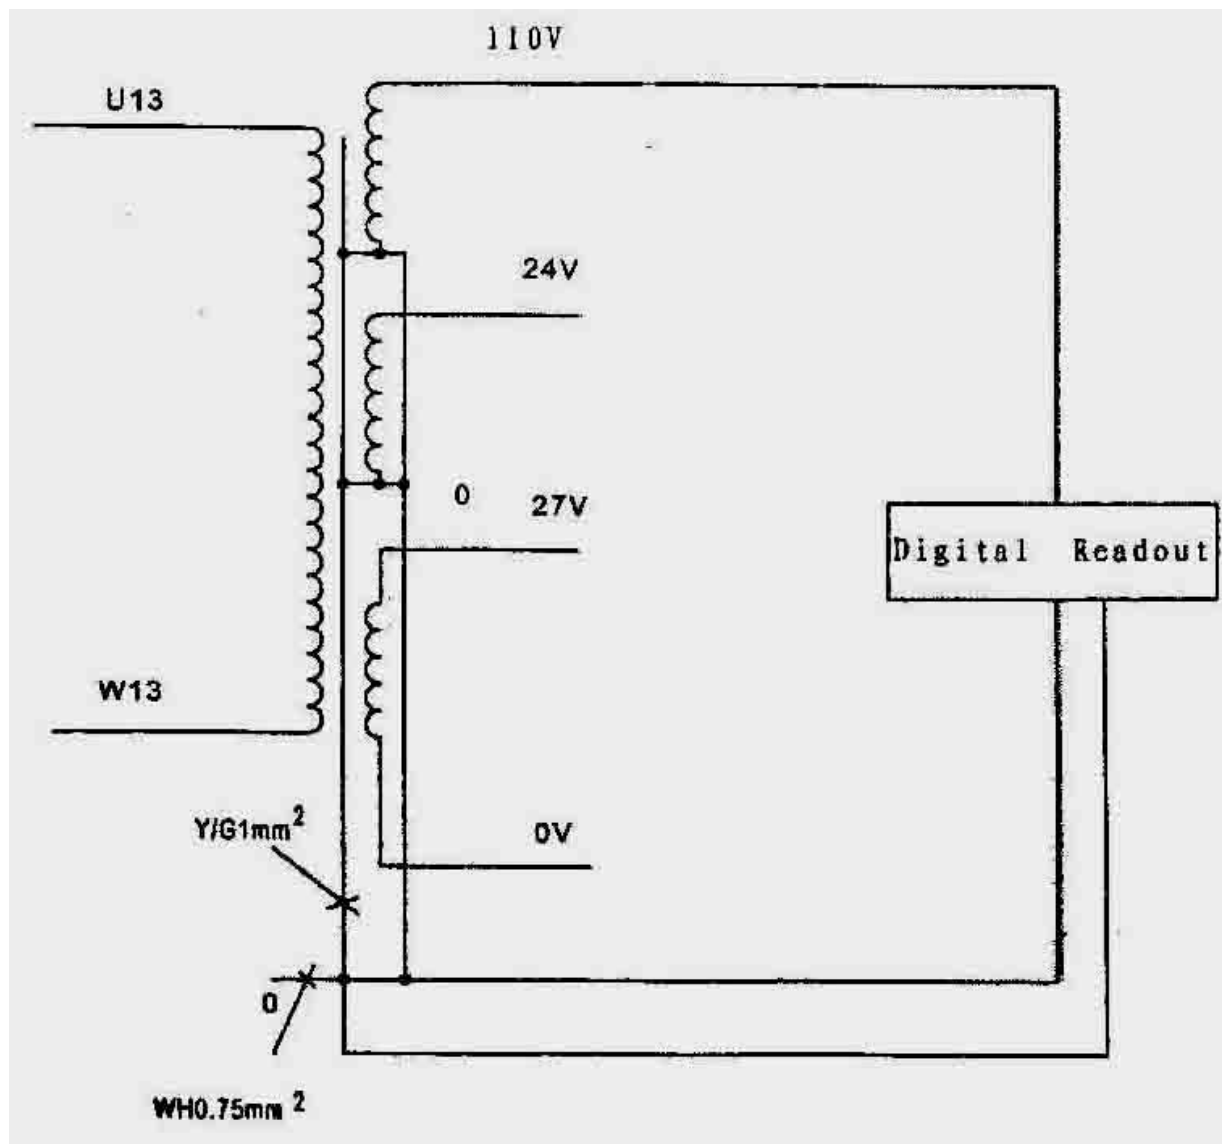 110V
U13
24V
0
27V
Digital Readout
W13
Y/G1mm²
0V
0
WH0.75mm²